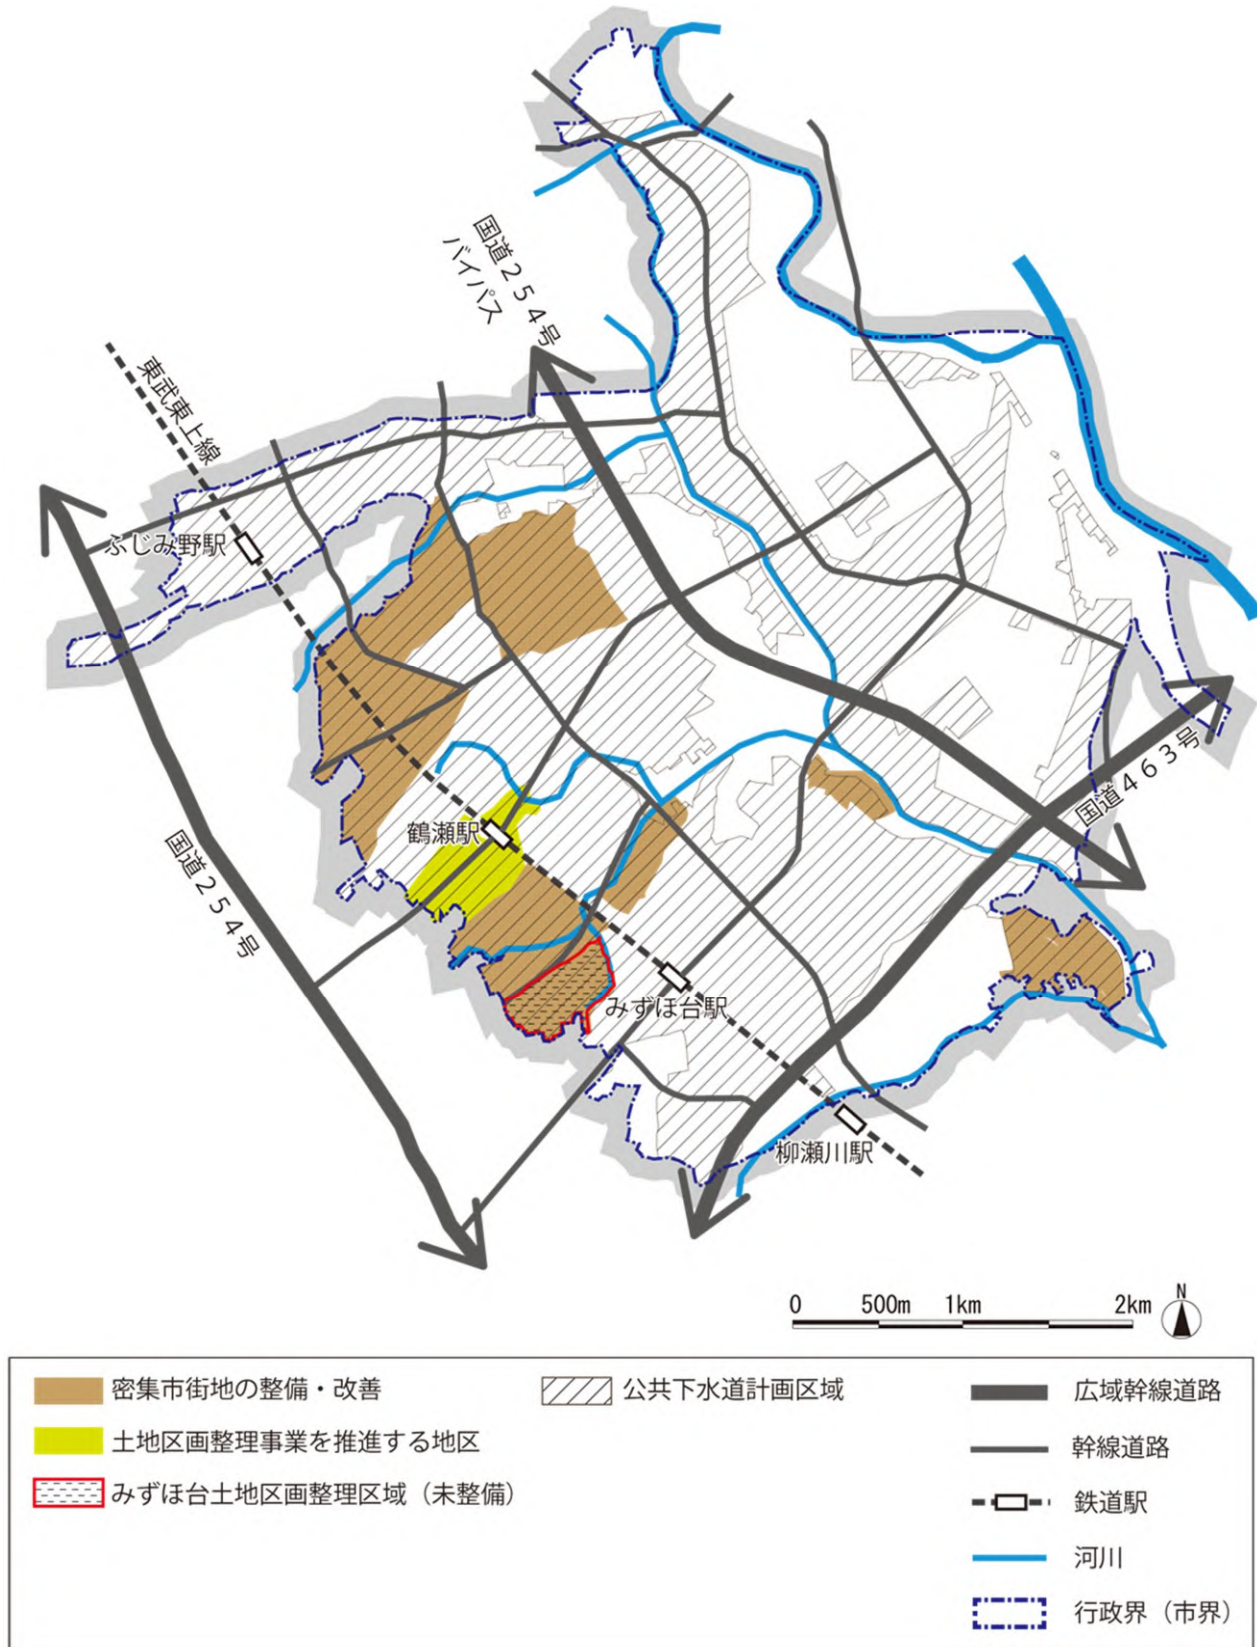 国道２５４号
バイパス
東武東上線
ふじみ野駅
鶴瀬駅
国道４６３号
国道２５４号
みずほ台駅
柳瀬川駅
0 500m 1km 2km
N
密集市街地の整備・改善
公共下水道計画区域
広域幹線道路
土地区画整理事業を推進する地区
幹線道路
みずほ台土地区画整理区域（未整備）
鉄道駅
河川
行政界（市界）